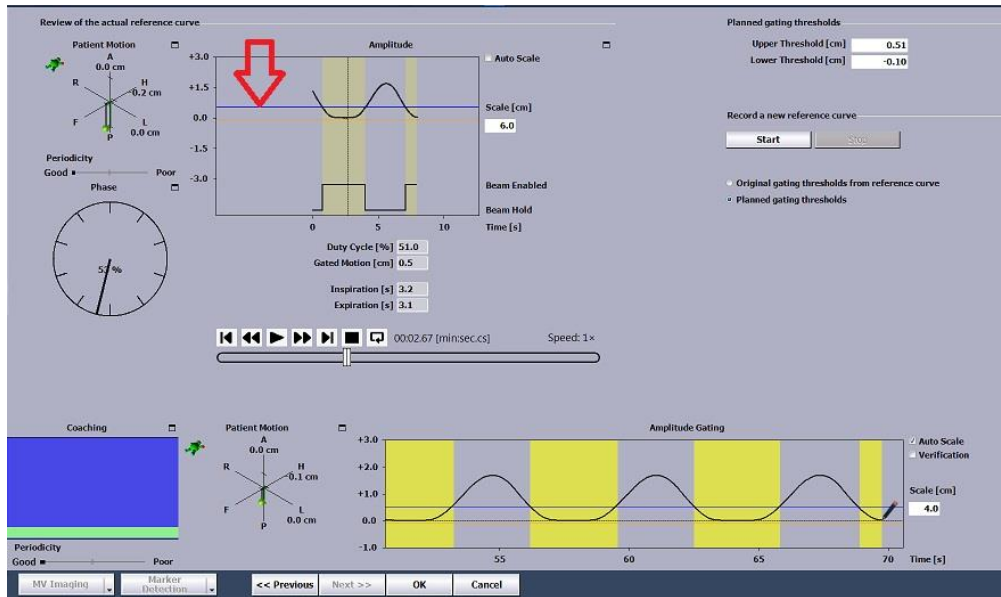 Review of the actual reference curve
Patient Motion
A
0.0 cm
R
H
-0.2 cm
F
L
0.0 cm
P
Periodicity
Good
Poor
Phase
53 %
Amplitude
+3.0
+1.5
0.0
-1.5
-3.0
Auto Scale
Scale [cm]
6.0
Beam Enabled
Beam Hold
0 5 10 Time [s]
Duty Cycle [%] 51.0
Gated Motion [cm] 0.5
Inspiration [s] 3.2
Expiration [s] 3.1
00:02.67 [min:sec.cs] Speed: 1×
Planned gating thresholds
Upper Threshold [cm] 0.51
Lower Threshold [cm] -0.10
Record a new reference curve
Start Stop
Original gating thresholds from reference curve
Planned gating thresholds
Coaching
Periodicity
Good
Poor
Patient Motion
A
0.0 cm
R
H
-0.1 cm
F
L
0.0 cm
P
Amplitude Gating
+3.0
+2.0
+1.0
0.0
-1.0
55 60 65 70 Time [s]
Auto Scale
Verification
Scale [cm]
4.0
MV Imaging
Marker
Detection
<< Previous Next >> OK Cancel